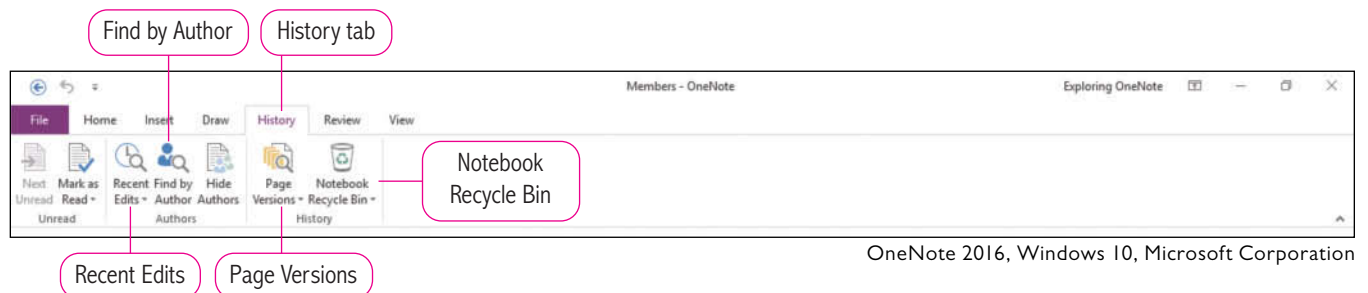 Find by Author
History tab
Members - OneNote
Exploring OneNote
File Home Insert Draw History Review View
Next Unread
Mark as Read
Recent Edits
Find by Author
Hide Authors
Page Versions
Notebook Recycle Bin
Unread
Authors
History
Notebook
Recycle Bin
Recent Edits
Page Versions
OneNote 2016, Windows 10, Microsoft Corporation